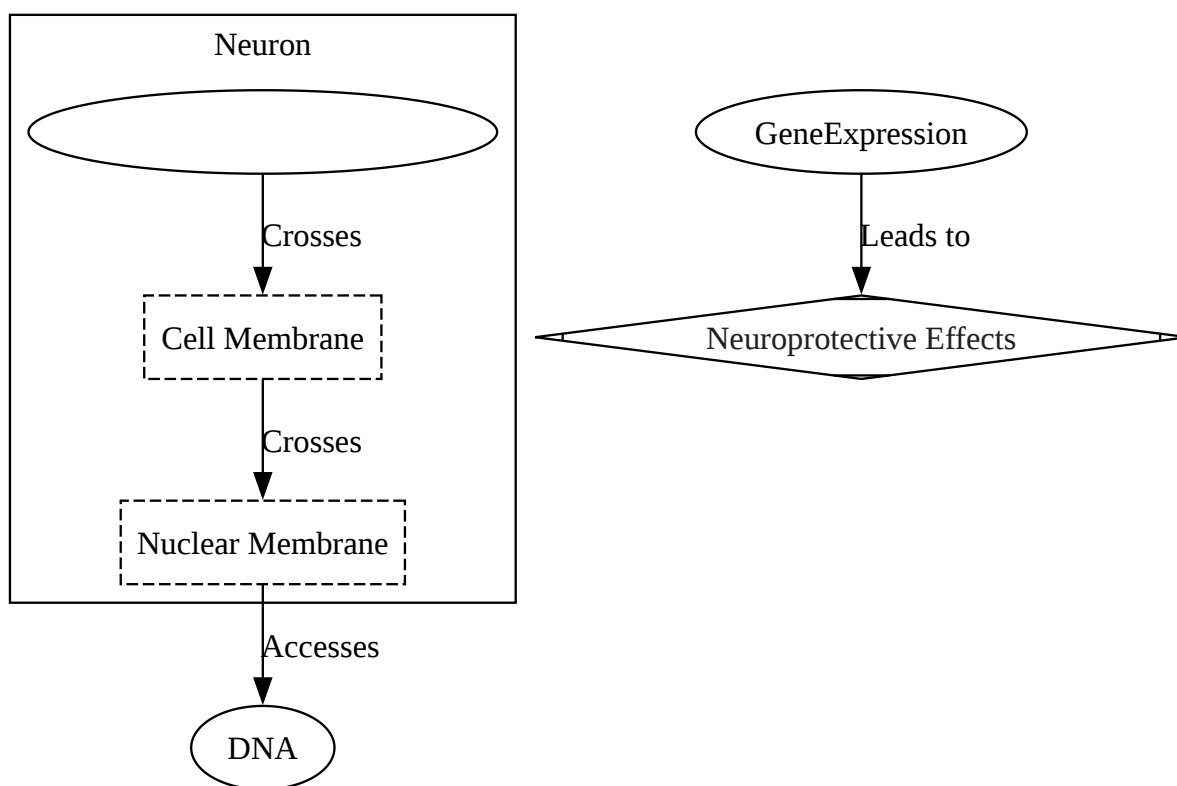 Neuron
GeneExpression
Crosses
Leads to
Cell Membrane
Neuroprotective Effects
Crosses
Nuclear Membrane
Accesses
DNA